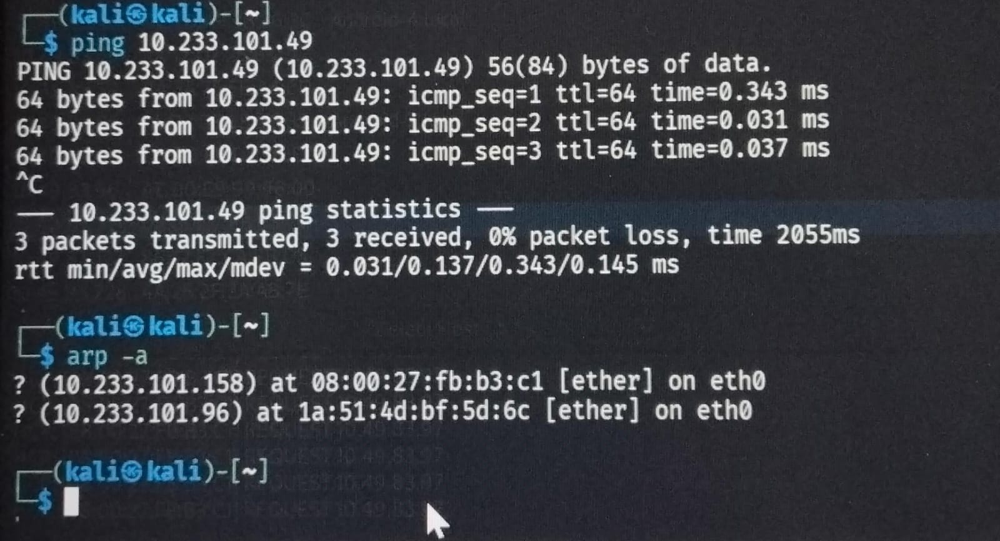 (kali㉿kali)-[~]
$ ping 10.233.101.49
PING 10.233.101.49 (10.233.101.49) 56(84) bytes of data.
64 bytes from 10.233.101.49: icmp_seq=1 ttl=64 time=0.343 ms
64 bytes from 10.233.101.49: icmp_seq=2 ttl=64 time=0.031 ms
64 bytes from 10.233.101.49: icmp_seq=3 ttl=64 time=0.037 ms
^C
── 10.233.101.49 ping statistics ──
3 packets transmitted, 3 received, 0% packet loss, time 2055ms
rtt min/avg/max/mdev = 0.031/0.137/0.343/0.145 ms
(kali㉿kali)-[~]
$ arp -a
? (10.233.101.158) at 08:00:27:fb:b3:c1 [ether] on eth0
? (10.233.101.96) at 1a:51:4d:bf:5d:6c [ether] on eth0
(kali㉿kali)-[~]
$